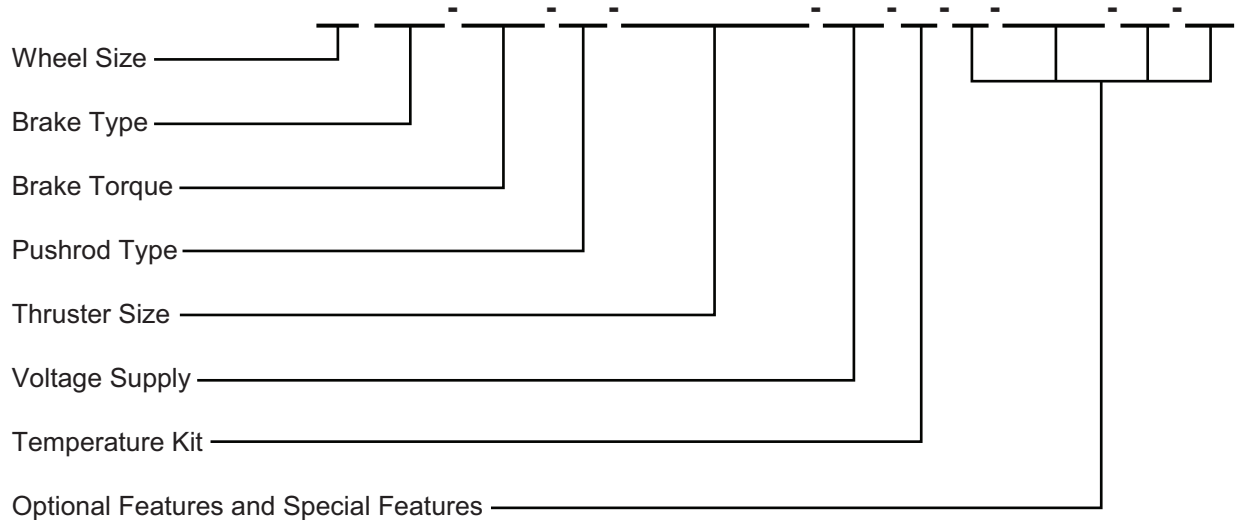 - - - - - - - -
Wheel Size
Brake Type
Brake Torque
Pushrod Type
Thruster Size
Voltage Supply
Temperature Kit
Optional Features and Special Features